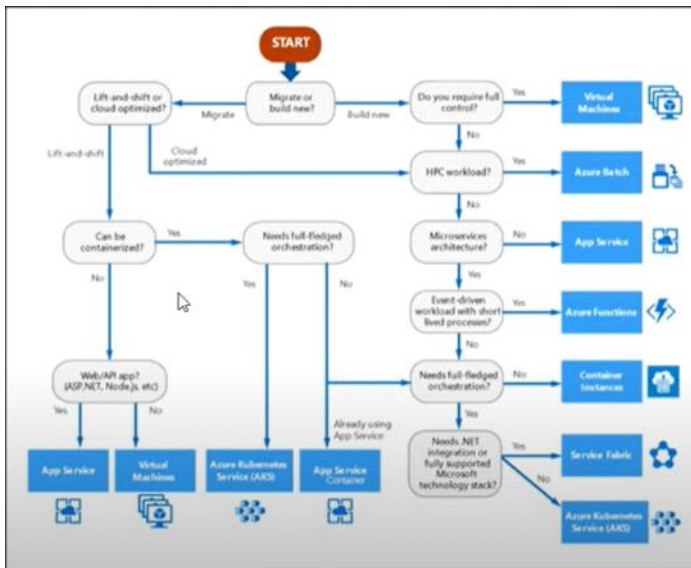 START
Lift-and-shift or
cloud optimized?
Migrate or
build new?
Do you require full
control?
Yes
Virtual
Machines
Migrate
Build new
No
Lift-and-shift
Cloud
optimized
HPC workload?
Yes
Azure Batch
No
Can be
containerized?
Yes
Needs full-fledged
orchestration?
Microservices
architecture?
No
App Service
No
Yes
No
Yes
Event-driven
workload with short
lived processes?
Yes
Azure Functions
No
Web/API app?
(ASP.NET, Node.js, etc)
Needs full-fledged
orchestration?
No
Container
Instances
Yes
No
Already using
App Service
Yes
App Service
Virtual
Machines
Azure Kubernetes
Service (AKS)
App Service
Container
Needs .NET
integration or
fully supported
Microsoft
technology stack?
Yes
Service Fabric
No
Azure Kubernetes
Service (AKS)